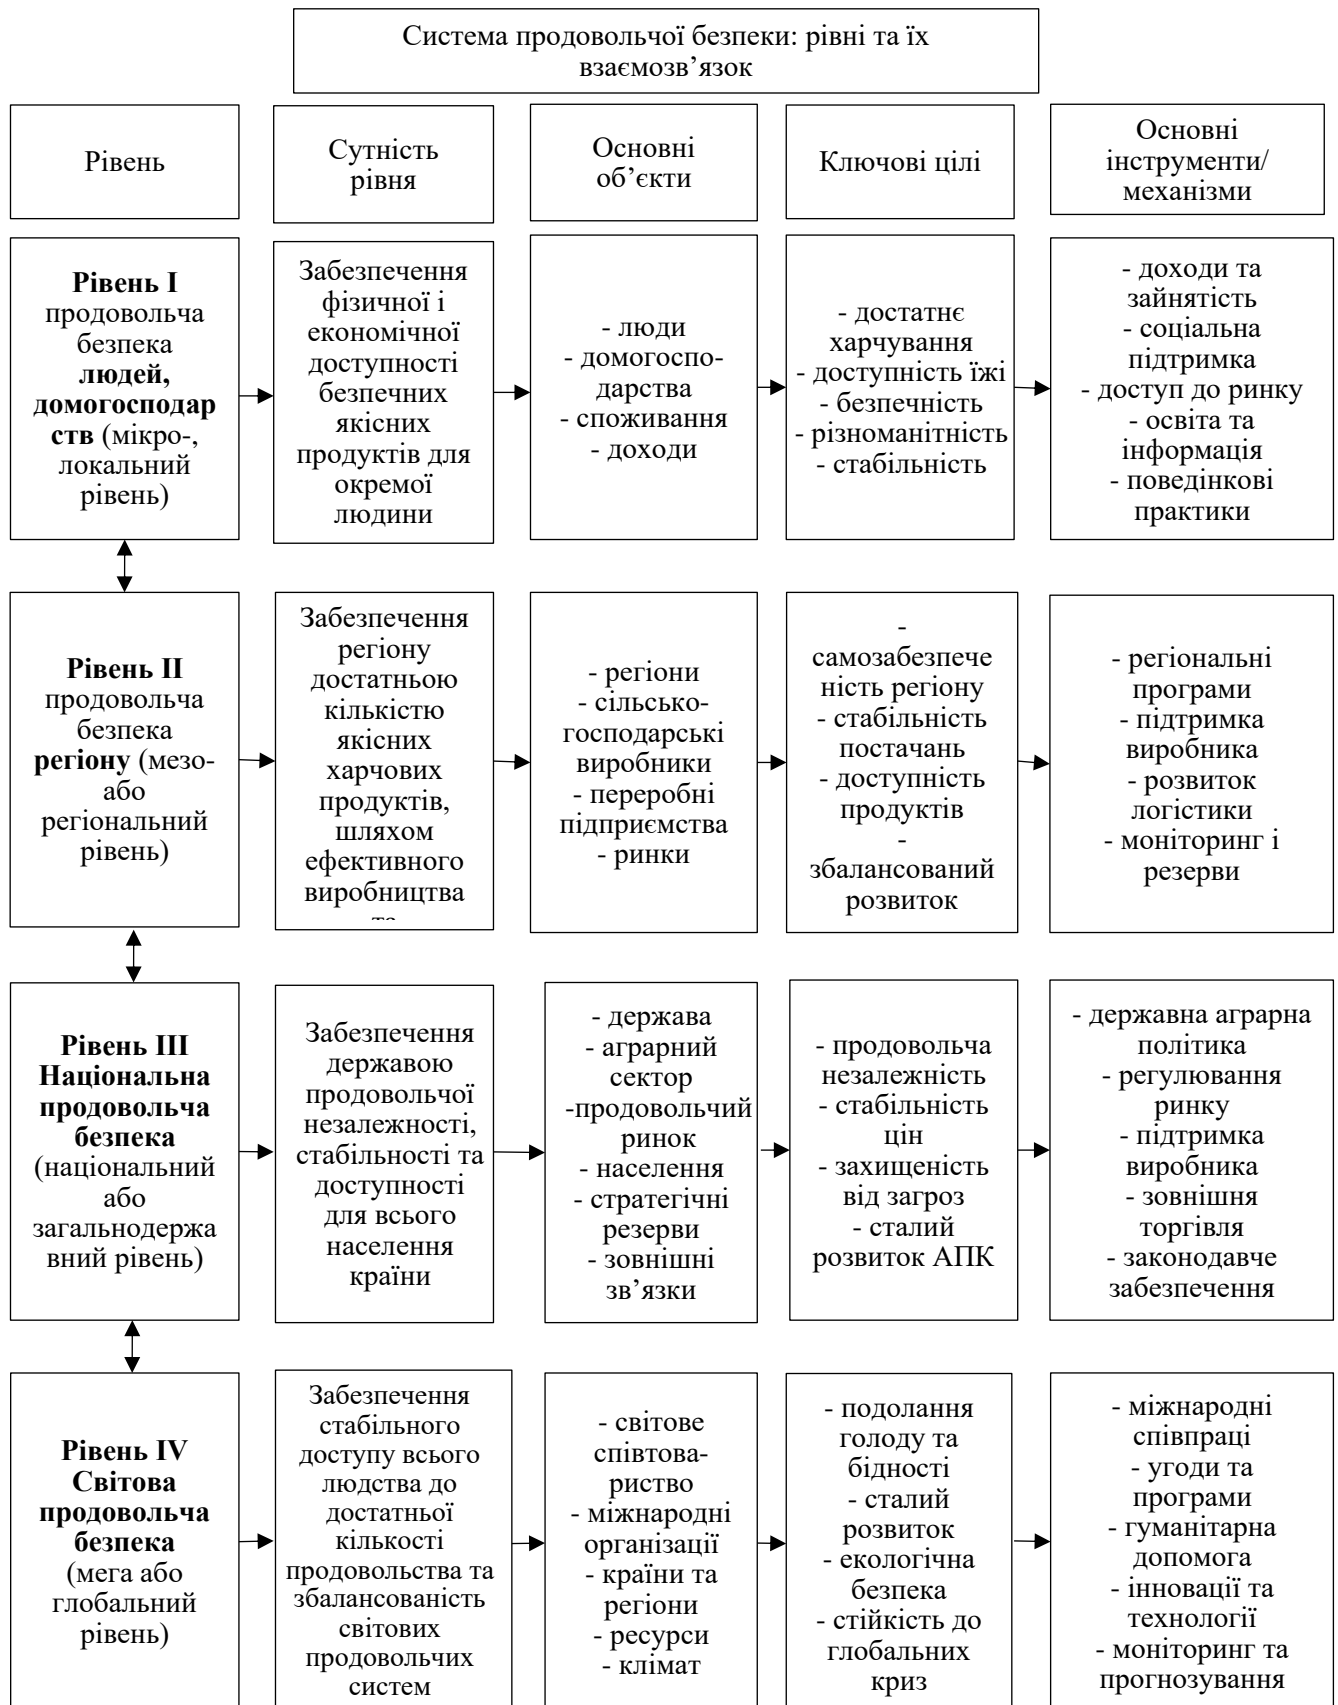 Система продовольчої безпеки: рівні та їх
взаємозв’язок
Рівень
Сутність
рівня
Основні
об’єкти
Ключові цілі
Основні
інструменти/
механізми
Рівень I
продовольча
безпека
людей,
домогосподар
ств (мікро-,
локальний
рівень)
Забезпечення
фізичної і
економічної
доступності
безпечних
якісних
продуктів для
окремої
людини
- люди
- домогоспо-
дарства
- споживання
- доходи
- достатнє
харчування
- доступність їжі
- безпечність
- різноманітність
- стабільність
- доходи та
зайнятість
- соціальна
підтримка
- доступ до ринку
- освіта та
інформація
- поведінкові
практики
Рівень II
продовольча
безпека
регіону (мезо-
або
регіональний
рівень)
Забезпечення
регіону
достатньою
кількістю
якісних
харчових
продуктів,
шляхом
ефективного
виробництва
- регіони
- сільсько-
господарські
виробники
- переробні
підприємства
- ринки
-
самозабезпече
ність регіону
- стабільність
постачань
- доступність
продуктів
-
збалансований
розвиток
- регіональні
програми
- підтримка
виробника
- розвиток
логістики
- моніторинг і
резерви
Рівень III
Національна
продовольча
безпека
(національний
або
загальнодержа
вний рівень)
Забезпечення
державою
продовольчої
незалежності,
стабільності та
доступності
для всього
населення
країни
- держава
- аграрний
сектор
-продовольчий
ринок
- населення
- стратегічні
резерви
- зовнішні
зв’язки
- продовольча
незалежність
- стабільність
цін
- захищеність
від загроз
- сталий
розвиток АПК
- державна аграрна
політика
- регулювання
ринку
- підтримка
виробника
- зовнішня
торгівля
- законодавче
забезпечення
Рівень IV
Світова
продовольча
безпека
(мега або
глобальний
рівень)
Забезпечення
стабільного
доступу всього
людства до
достатньої
кількості
продовольства та
збалансованість
світових
продовольчих
систем
- світове
співтова-
риство
- міжнародні
організації
- країни та
регіони
- ресурси
- клімат
- подолання
голоду та
бідності
- сталий
розвиток
- екологічна
безпека
- стійкість до
глобальних
криз
- міжнародні
співпраці
- угоди та
програми
- гуманітарна
допомога
- інновації та
технології
- моніторинг та
прогнозування